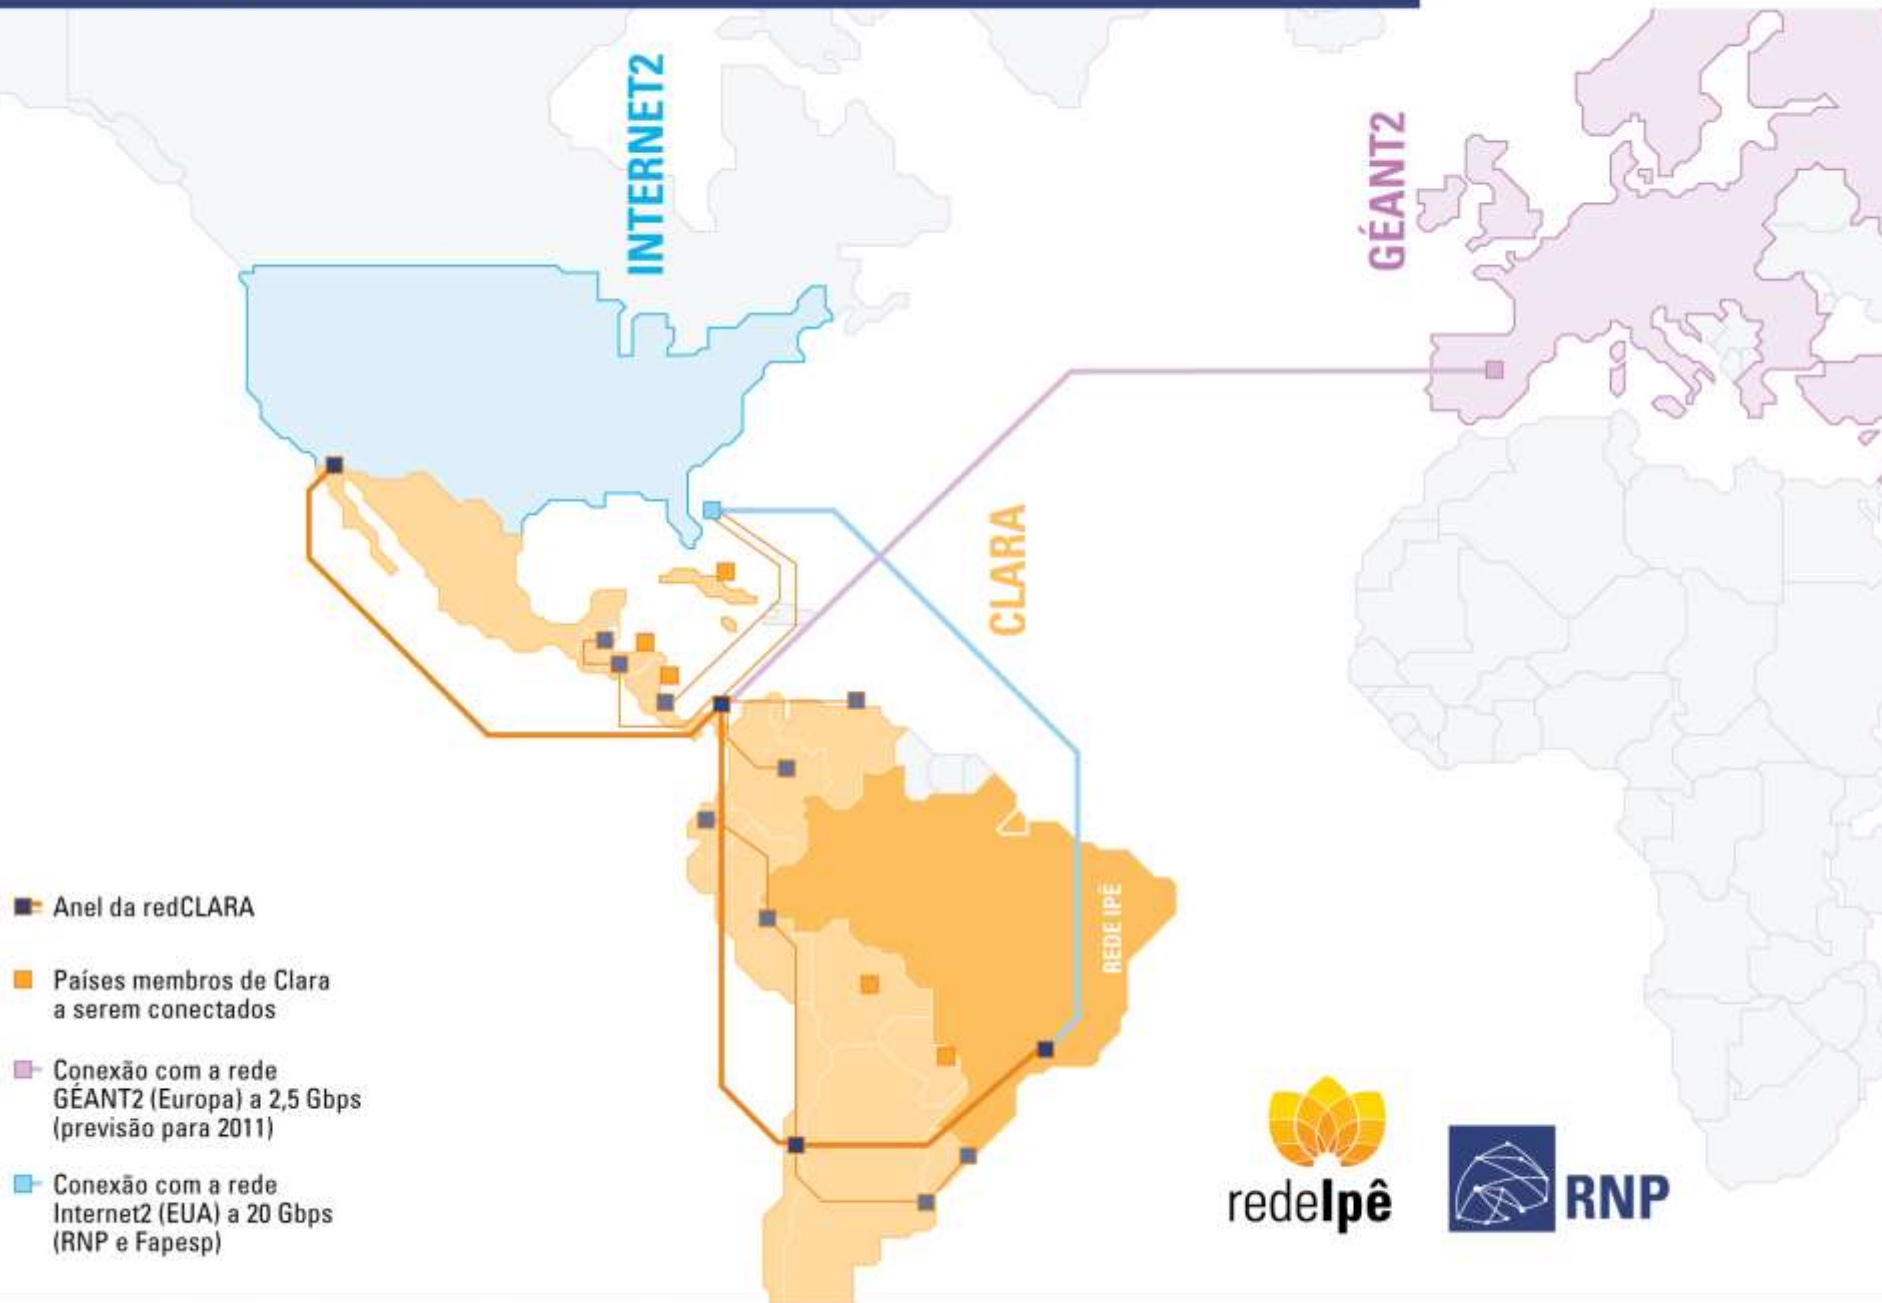 INTERNET2
GÉANT2
CLARA
REDE IPÊ
Anel da redCLARA
Países membros de Clara
a serem conectados
Conexão com a rede
GÉANT2 (Europa) a 2,5 Gbps
(previsão para 2011)
Conexão com a rede
Internet2 (EUA) a 20 Gbps
(RNP e Fapesp)
redeIpê
RNP